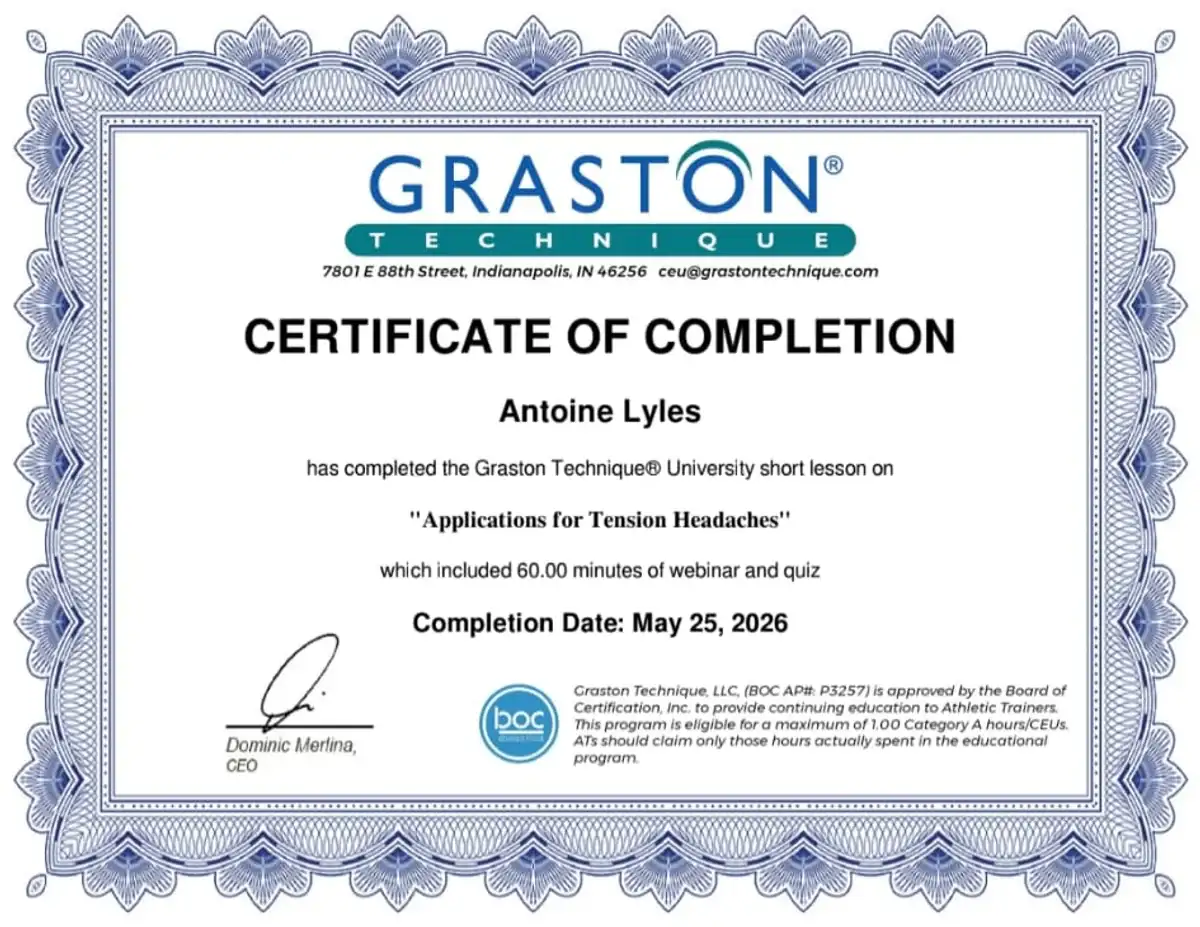 GRASTON®
TECHNIQUE
7801 E 88th Street, Indianapolis, IN 46256 ceu@grastontechnique.com
CERTIFICATE OF COMPLETION
Antoine Lyles
has completed the Graston Technique® University short lesson on
"Applications for Tension Headaches"
which included 60.00 minutes of webinar and quiz
Completion Date: May 25, 2026
Dominic Merlina,
CEO
boc
Graston Technique, LLC, (BOC AP#: P3257) is approved by the Board of
Certification, Inc. to provide continuing education to Athletic Trainers.
This program is eligible for a maximum of 1.00 Category A hours/CEUs.
ATs should claim only those hours actually spent in the educational
program.